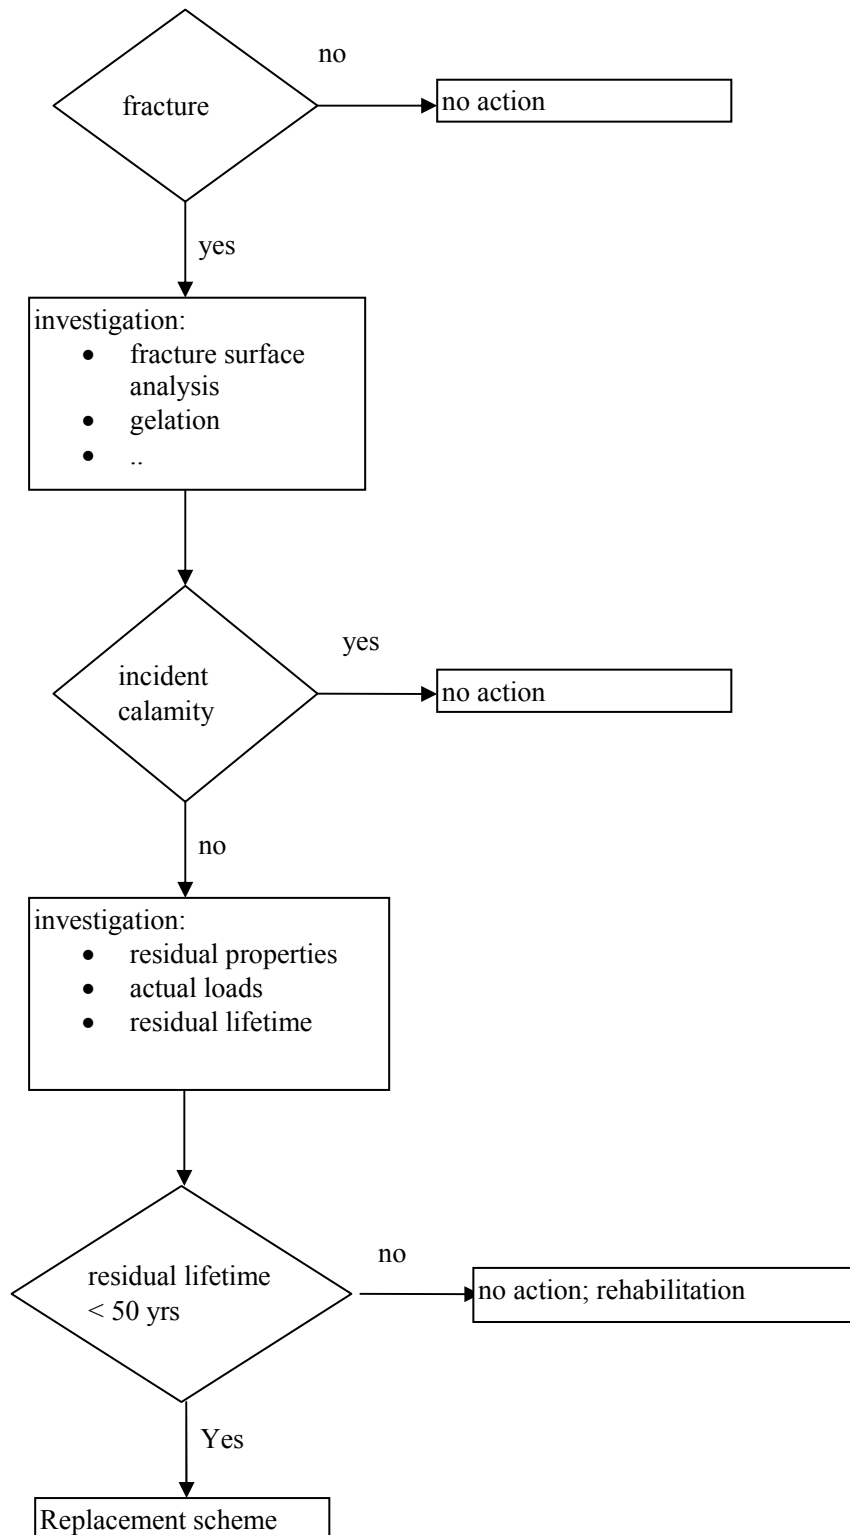 no
fracture
no action
yes
investigation:
• fracture surface
analysis
• gelation
• ..
yes
incident
calamity
no action
no
investigation:
• residual properties
• actual loads
• residual lifetime
no
residual lifetime
< 50 yrs
no action; rehabilitation
Yes
Replacement scheme